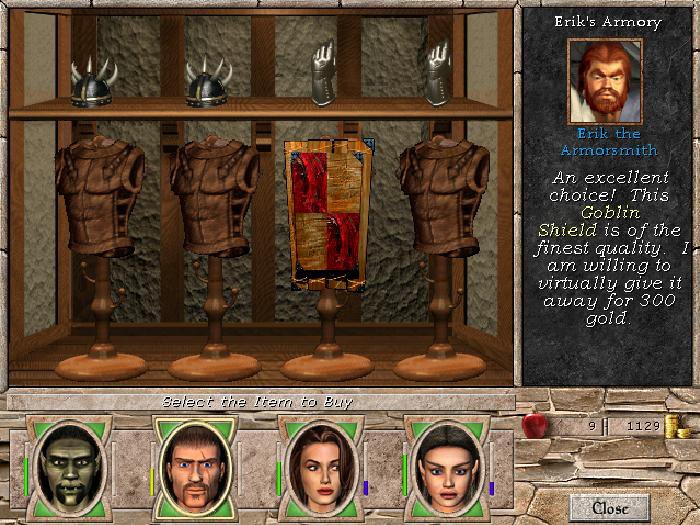 Erik's Armory
Erik the
Armorsmith
An excellent
choice! This
Goblin
Shield is of the
finest quality. I
am willing to
virtually give it
away for 300
gold.
Select the Item to Buy
9 1129
Close